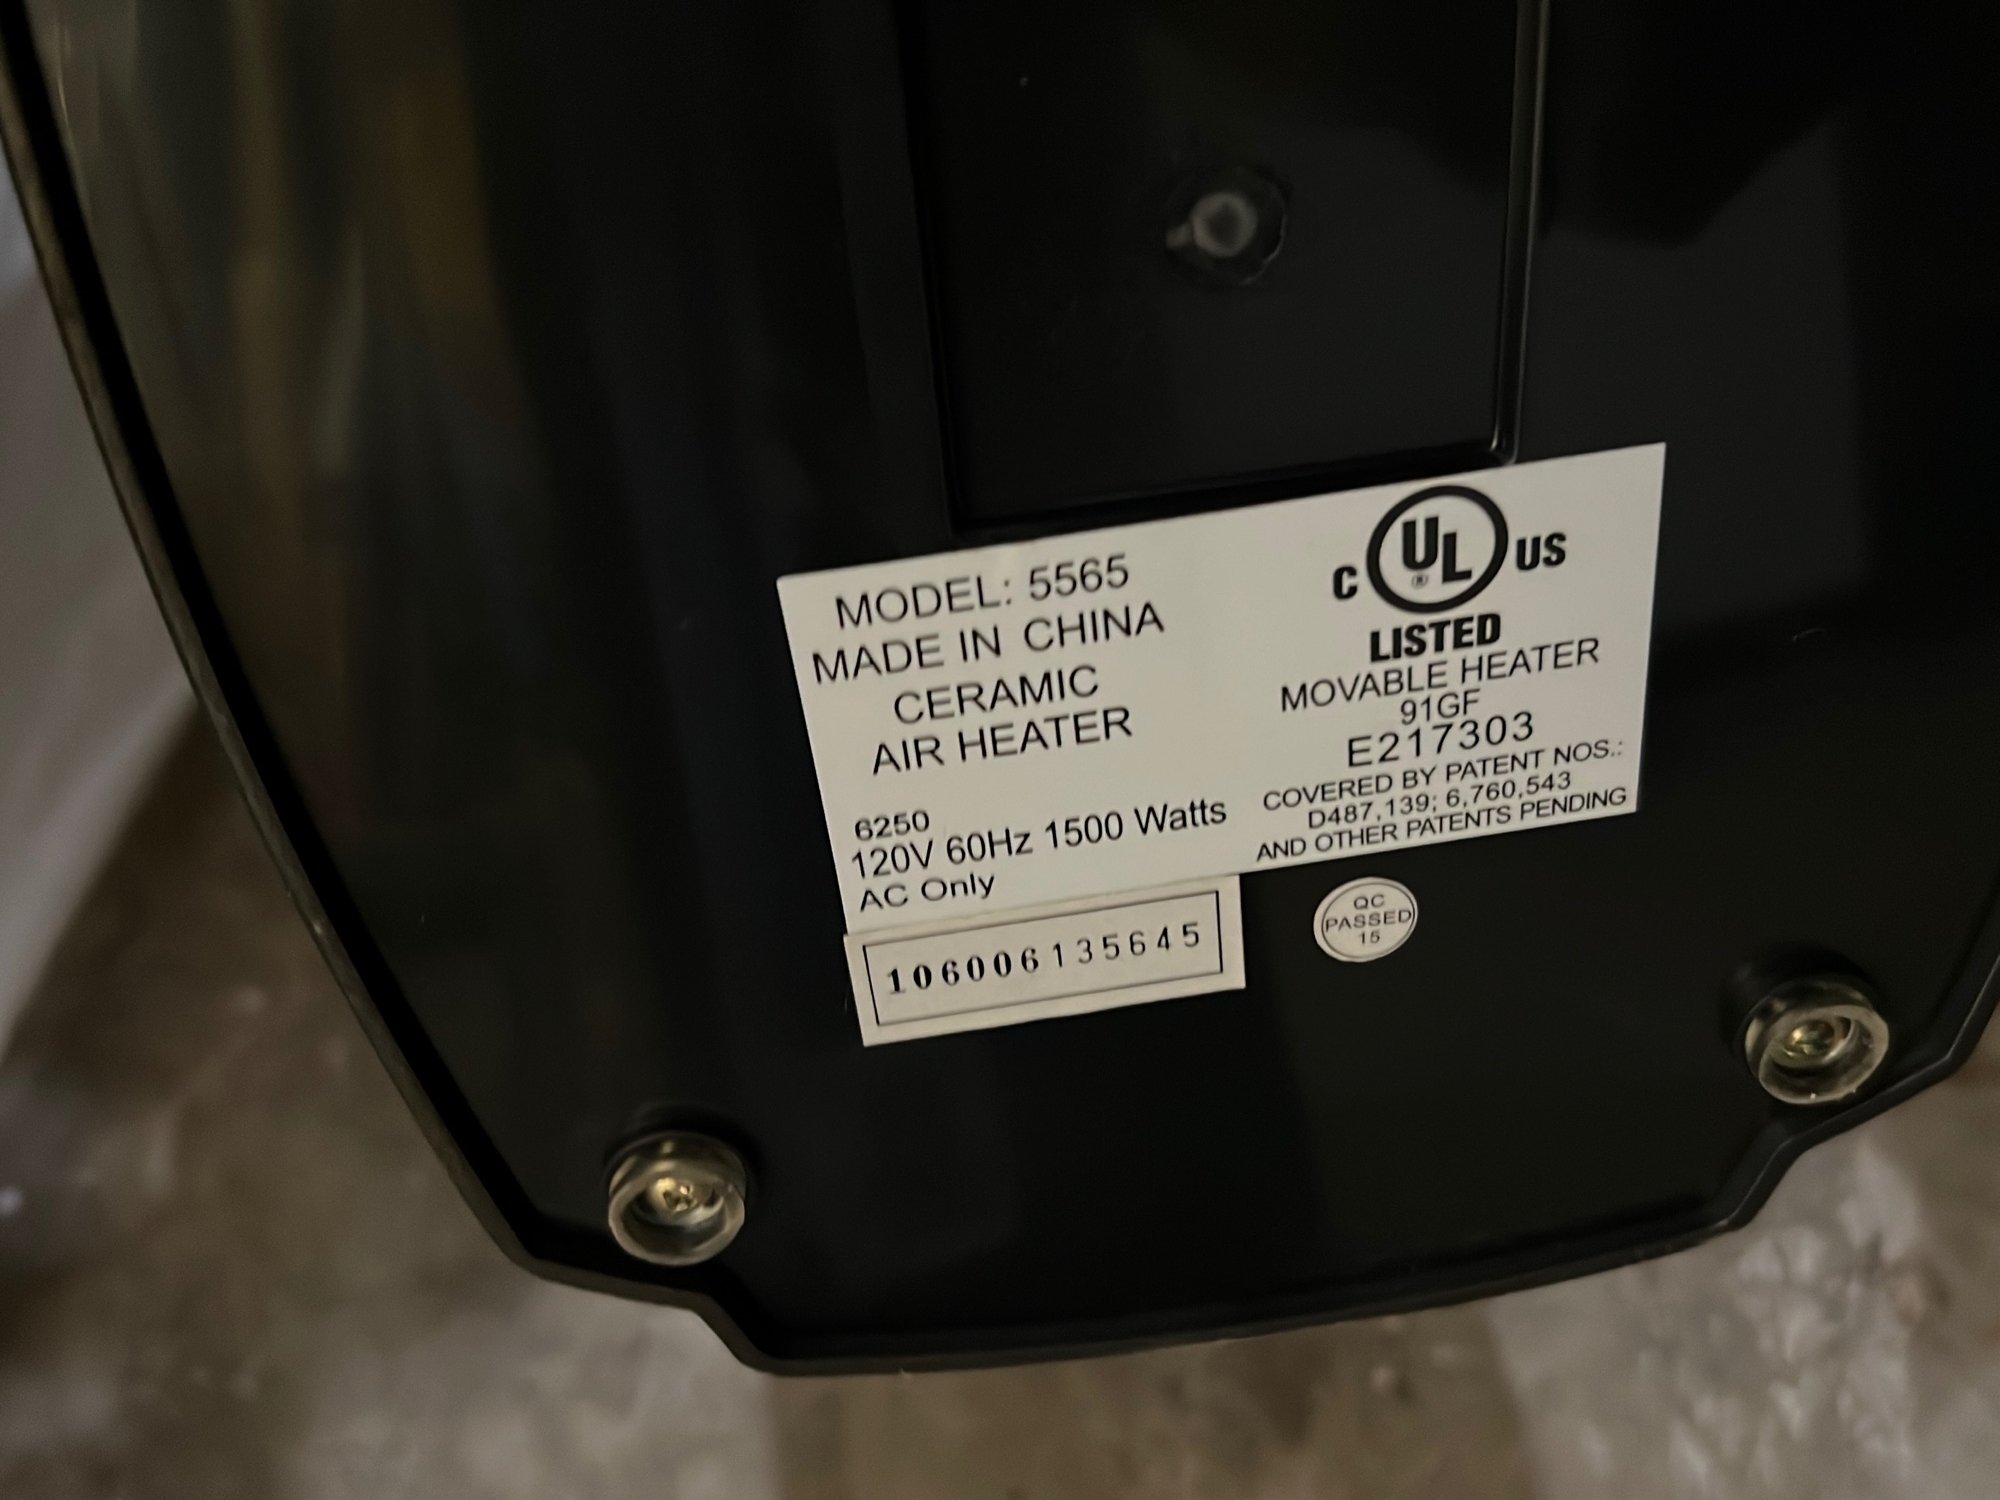 MODEL: 5565
MADE IN CHINA
CERAMIC
AIR HEATER
6250
120V 60Hz 1500 Watts
AC Only
C UL® US
LISTED
MOVABLE HEATER
91GF
E217303
COVERED BY PATENT NOS.:
D487,139; 6,760,543
AND OTHER PATENTS PENDING
106006135645
QC
PASSED
15